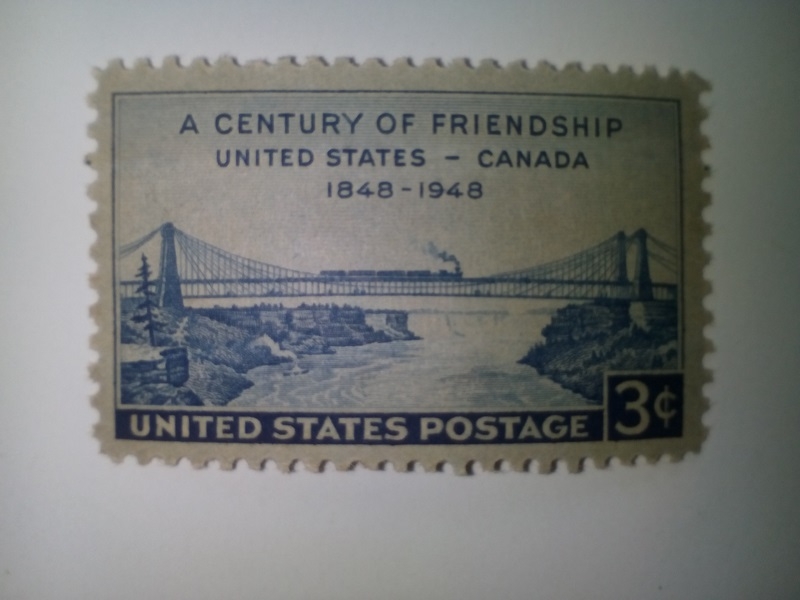 A CENTURY OF FRIENDSHIP
UNITED STATES - CANADA
1848-1948
UNITED STATES POSTAGE 3¢